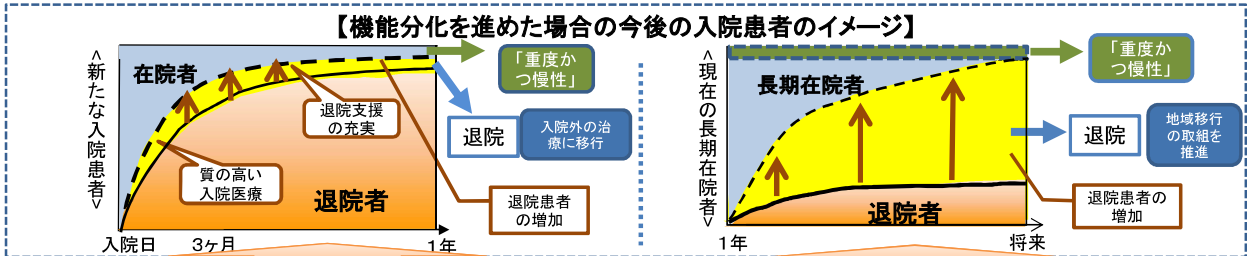 【機能分化を進めた場合の今後の入院患者のイメージ】
<新たな入院患者>
在院者
「重度か
つ慢性」
退院支援
の充実
退院
入院外の治
療に移行
質の高い
入院医療
退院者
退院患者
の増加
入院日
3ヶ月
1年
<現在の長期在院者>
長期在院者
「重度か
つ慢性」
退院
地域移行
の取組を
推進
退院者
退院患者の
増加
1年
将来